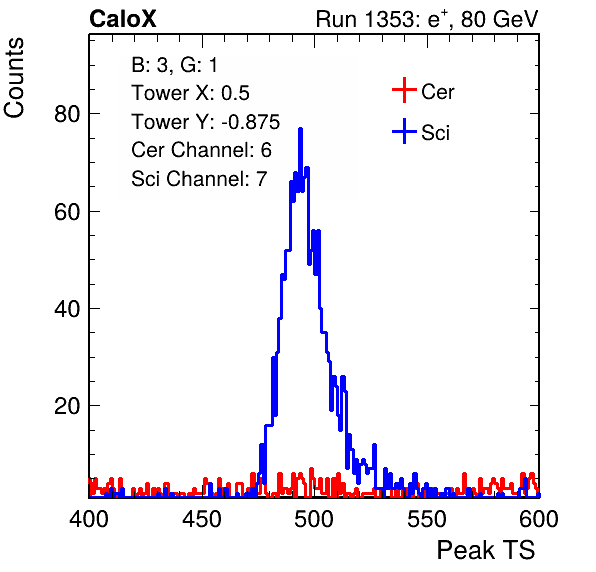 CaloX Run 1353: e⁺, 80 GeV
Counts
B: 3, G: 1
Tower X: 0.5
Tower Y: -0.875
Cer Channel: 6
Sci Channel: 7
Cer
Sci
80
60
40
20
400 450 500 550 600
Peak TS